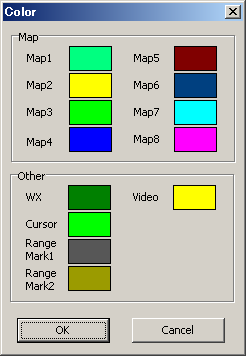 Color
Map
Map1 Map5
Map2 Map6
Map3 Map7
Map4 Map8
Other
WX Video
Cursor
Range
Mark1
Range
Mark2
OK Cancel